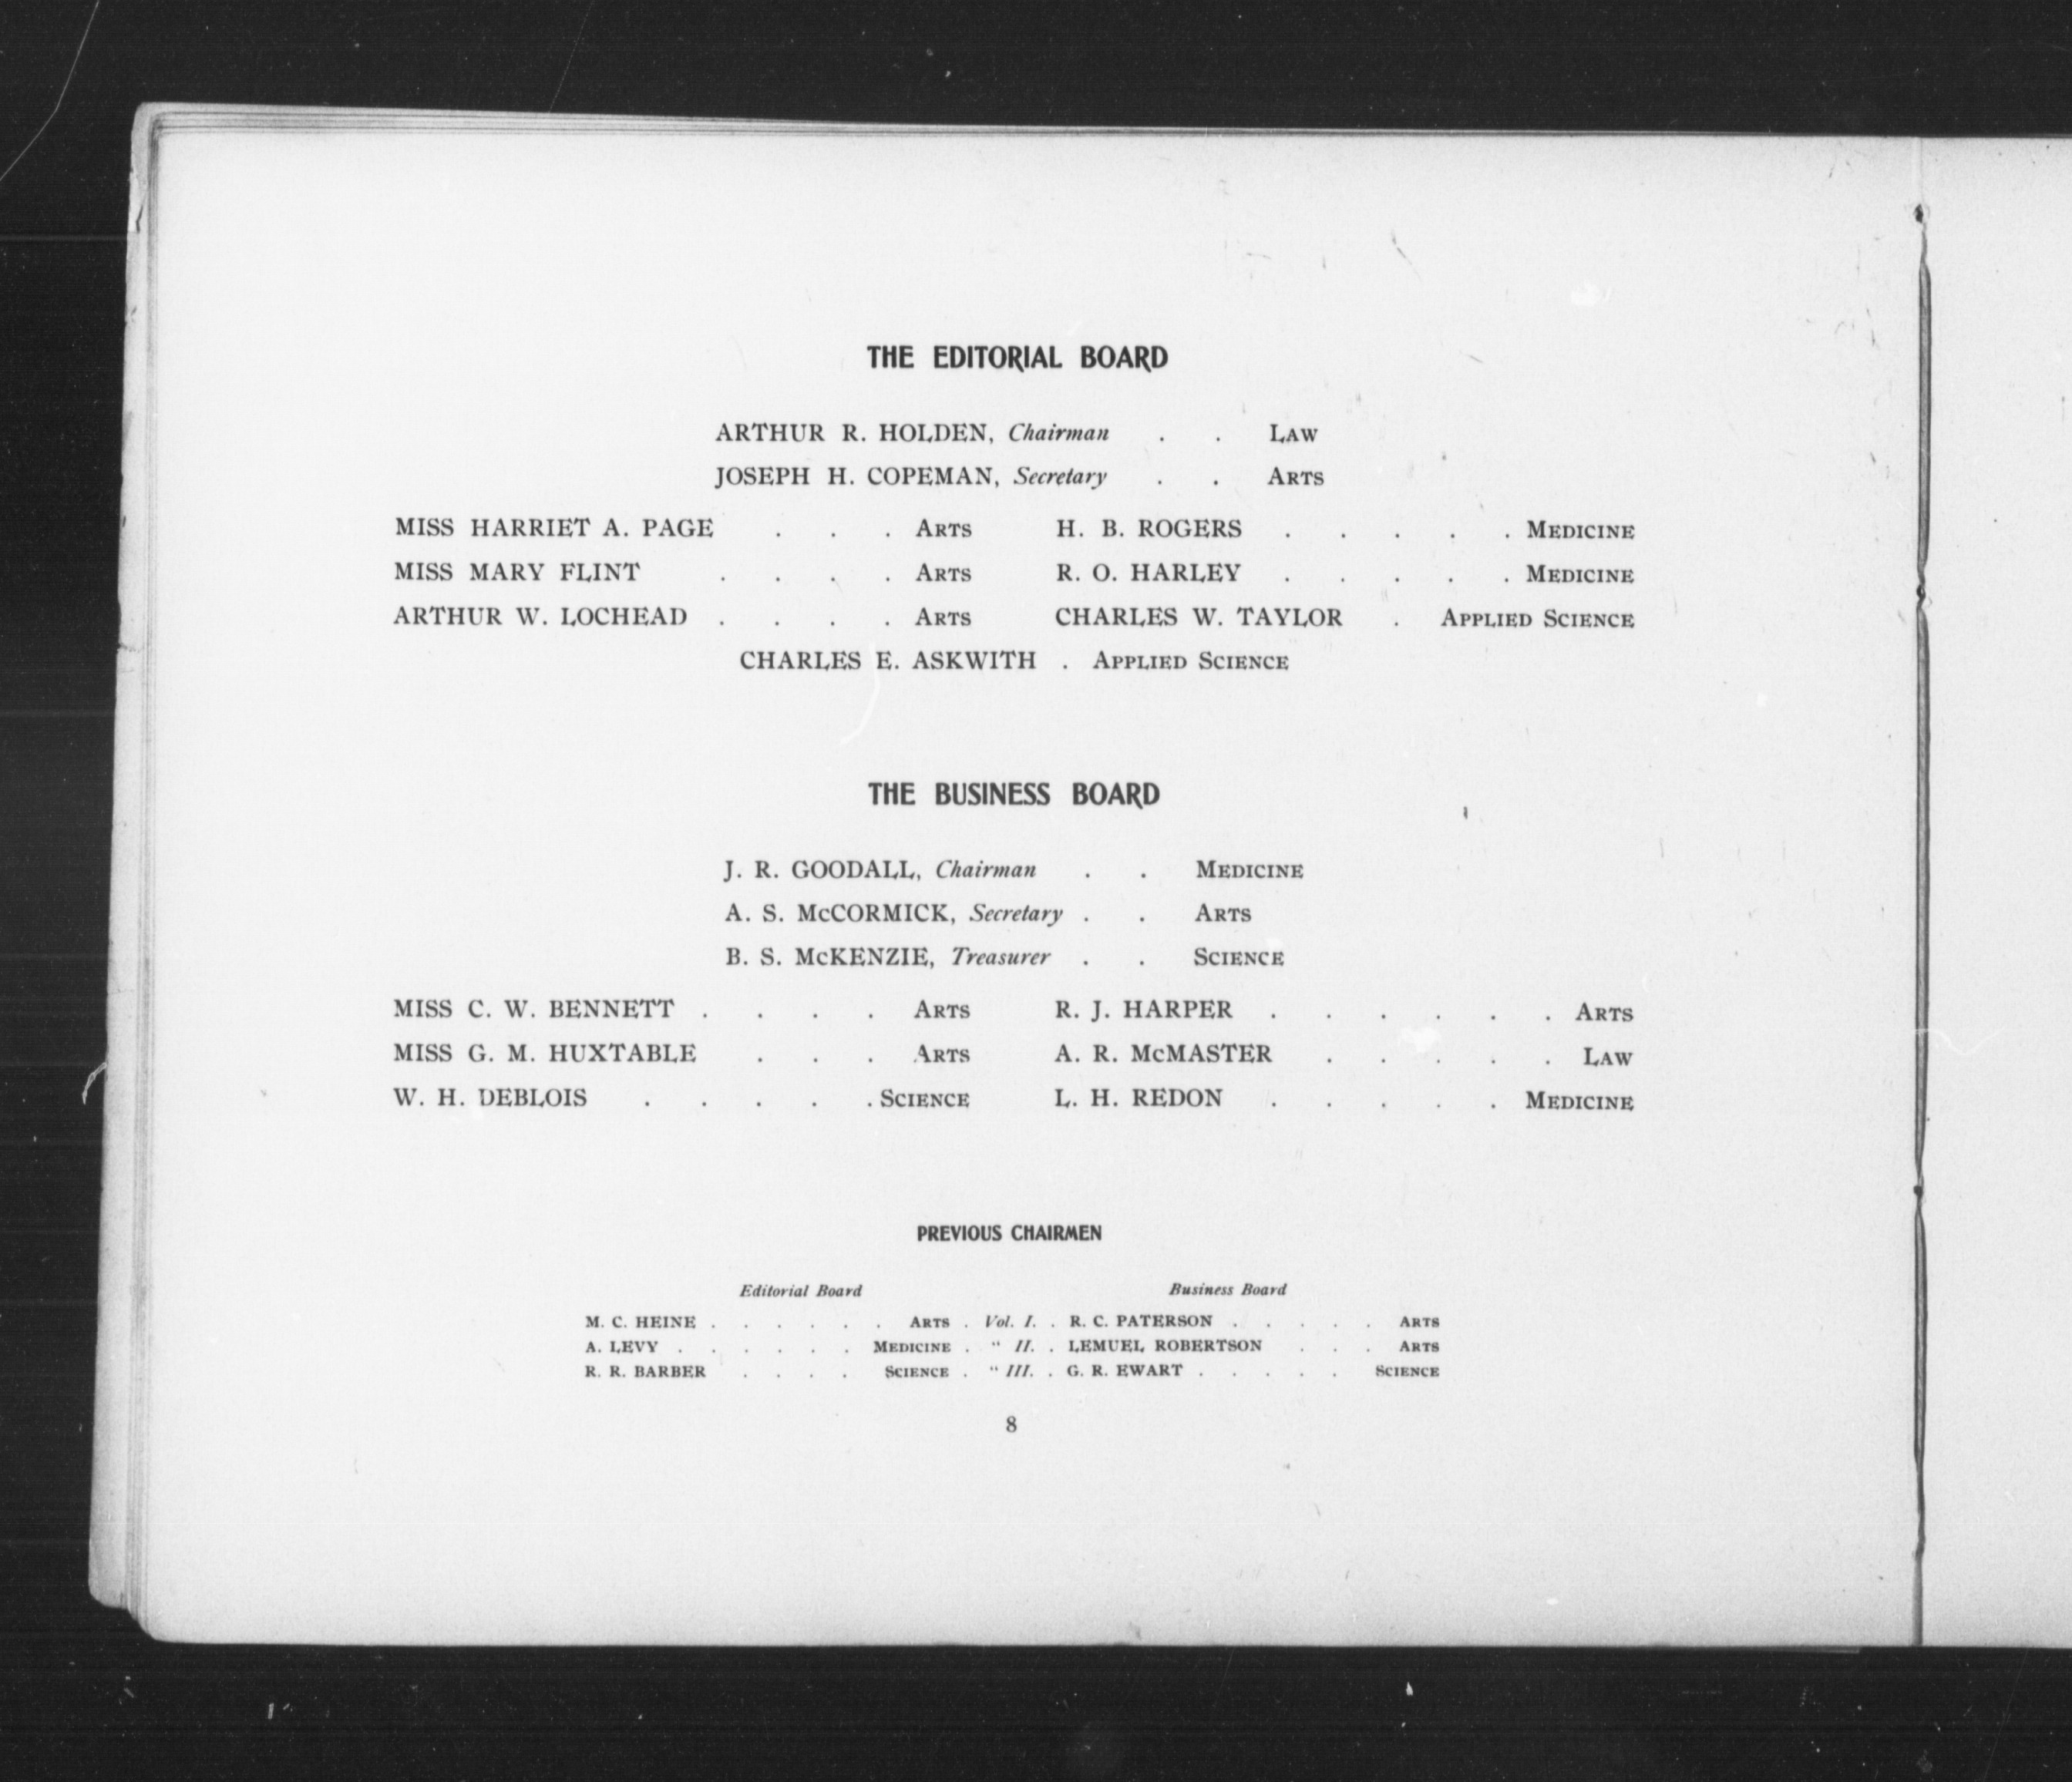 THE EDITORIAL BOARD
ARTHUR R. HOLDEN, Chairman . . LAW
JOSEPH H. COPEMAN, Secretary . . ARTS
MISS HARRIET A. PAGE . . . ARTS H. B. ROGERS . . . . . MEDICINE
MISS MARY FLINT . . . . ARTS R. O. HARLEY . . . . . MEDICINE
ARTHUR W. LOCHEAD . . . . ARTS CHARLES W. TAYLOR . APPLIED SCIENCE
CHARLES E. ASKWITH . APPLIED SCIENCE
THE BUSINESS BOARD
J. R. GOODALL, Chairman . . MEDICINE
A. S. McCORMICK, Secretary . . ARTS
B. S. McKENZIE, Treasurer . . SCIENCE
MISS C. W. BENNETT . . . . ARTS R. J. HARPER . . . . . . ARTS
MISS G. M. HUXTABLE . . . ARTS A. R. McMASTER . . . . . LAW
W. H. DEBLOIS . . . . . SCIENCE L. H. REDON . . . . . MEDICINE
PREVIOUS CHAIRMEN
Editorial Board Business Board
M. C. HEINE . . . . . . ARTS . Vol. I. . R. C. PATERSON . . . . . ARTS
A. LEVY . . . . . . MEDICINE . " II. . LEMUEL ROBERTSON . . . ARTS
R. R. BARBER . . . . SCIENCE . " III. . G. R. EWART . . . . . SCIENCE
8